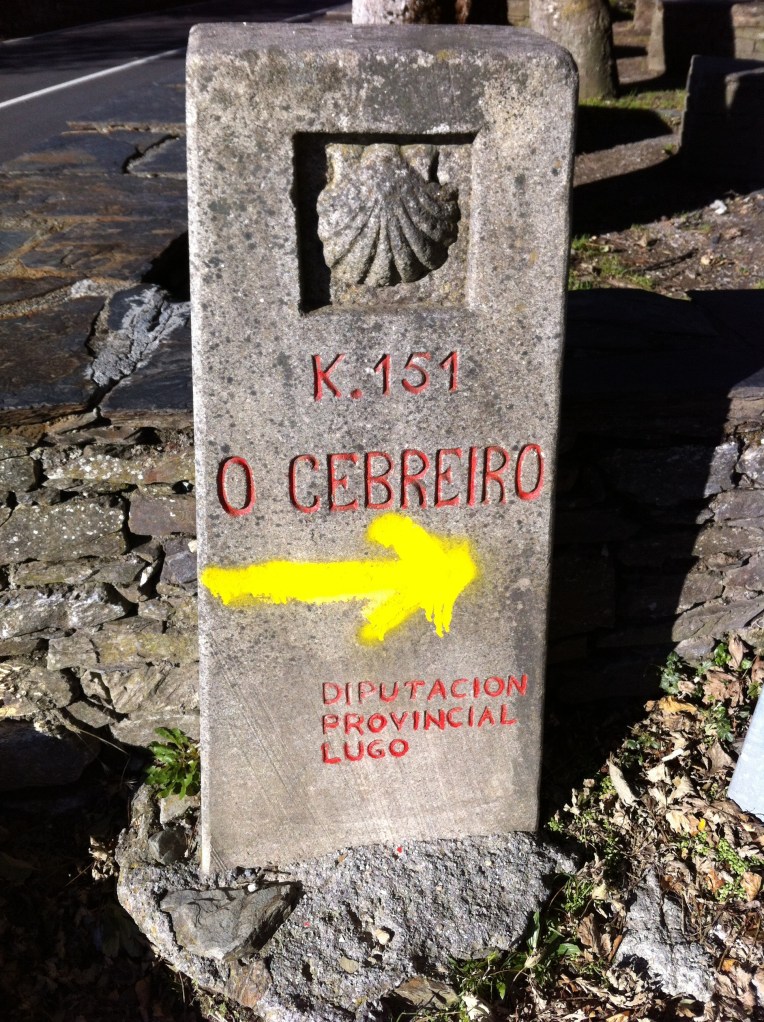 K.151
O CEBREIRO
DIPUTACION
PROVINCIAL
LUGO